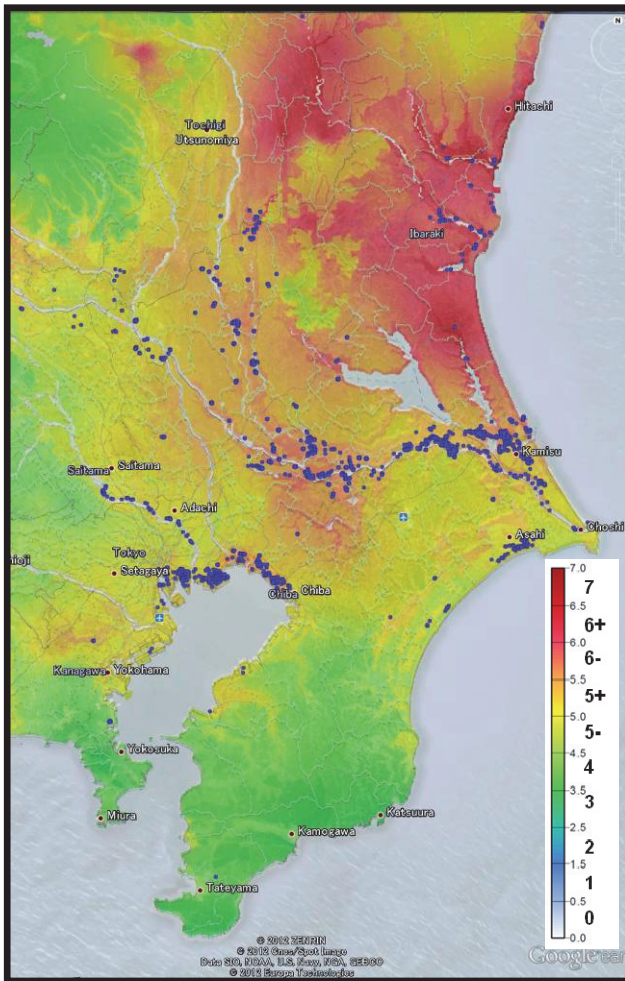 N
Hitachi
Tochigi
Utsunomiya
Ibaraki
Kamisu
Saitama
Saitama
Adachi
Choshi
Asahi
Tokyo
Setagaya
Chiba
Chiba
Kanagawa
Yokohama
Yokosuka
Miura
Katsuura
Kamogawa
Tateyama
7.0
7
6.5
6+
6.0
6-
5.5
5+
5.0
5-
4.5
4
3.5
3
2.5
2
1.5
1
0.5
0
0.0
© 2012 ZENRIN
© 2012 Cnes/Spot Image
Data SIO, NOAA, U.S. Navy, NGA, GEBCO
© 2012 Europa Technologies
Google